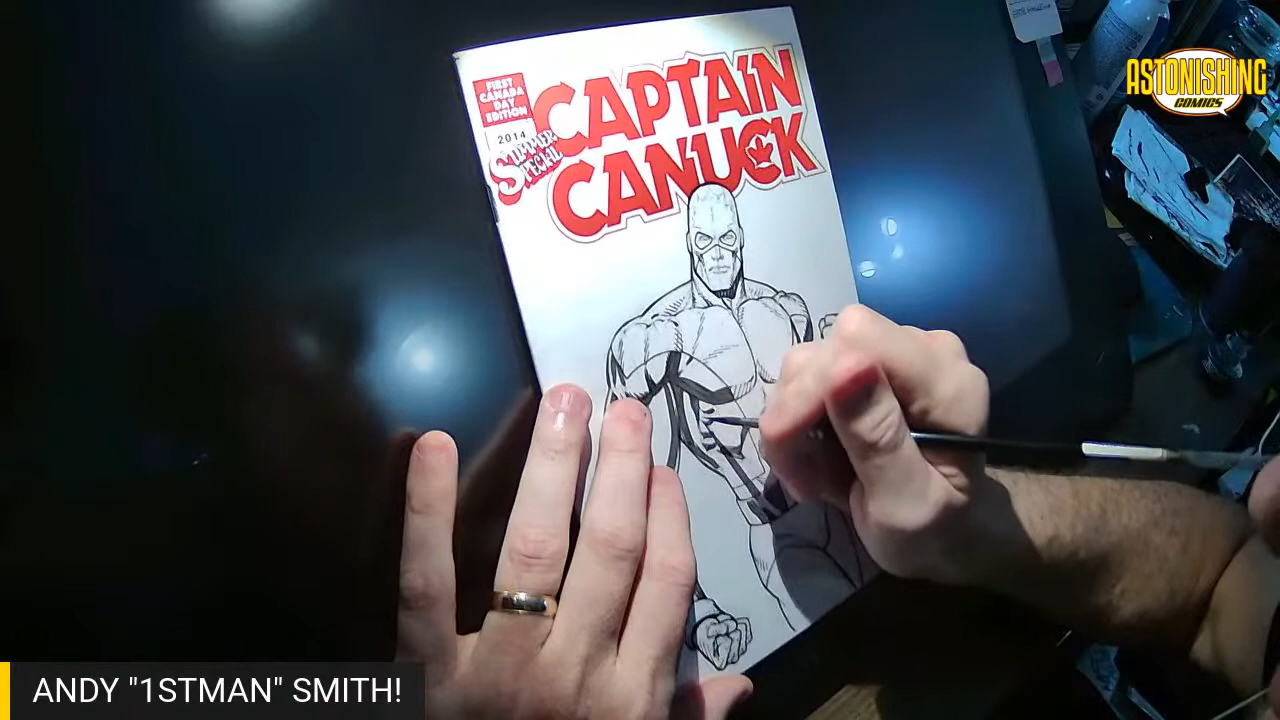 FIRST
CANADA
DAY
EDITION
2014
SUMMER
SPECIAL
CAPTAIN
CANUCK
ASTONISHING
COMICS
ANDY "1STMAN" SMITH!